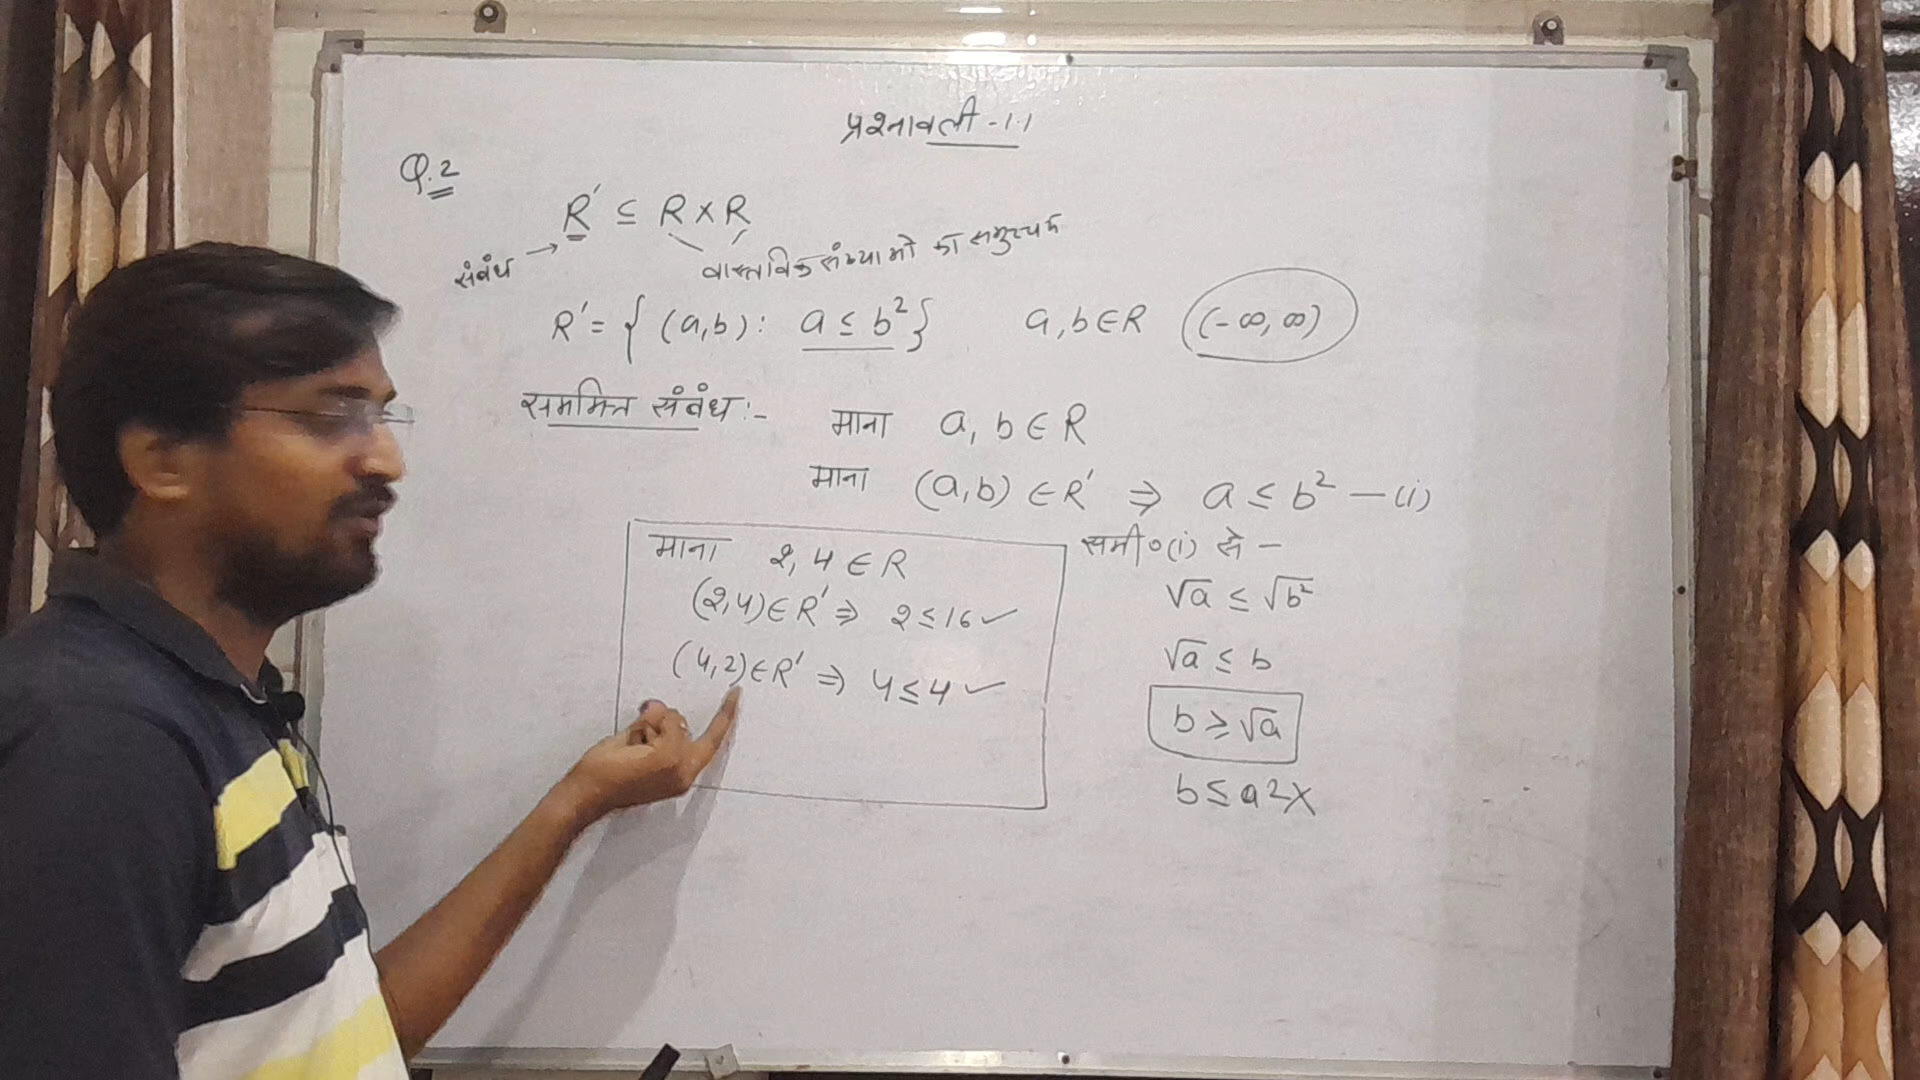 प्रश्नावली - 1.1
Q.2
R' ⊆ R × R
संबंध → वास्तविक संख्याओं का समुच्चय
R' = { (a,b) : a ≤ b² } a, b ∈ R (-∞, ∞)
सममित संबंध :- माना a, b ∈ R
माना (a,b) ∈ R' ⇒ a ≤ b² — (i)
माना 2, 4 ∈ R
(2,4) ∈ R' ⇒ 2 ≤ 16 ✓
(4,2) ∈ R' ⇒ 4 ≤ 4 ✓
समी० (i) से —
√a ≤ √b²
√a ≤ b
b ≥ √a
b ≤ a2 X